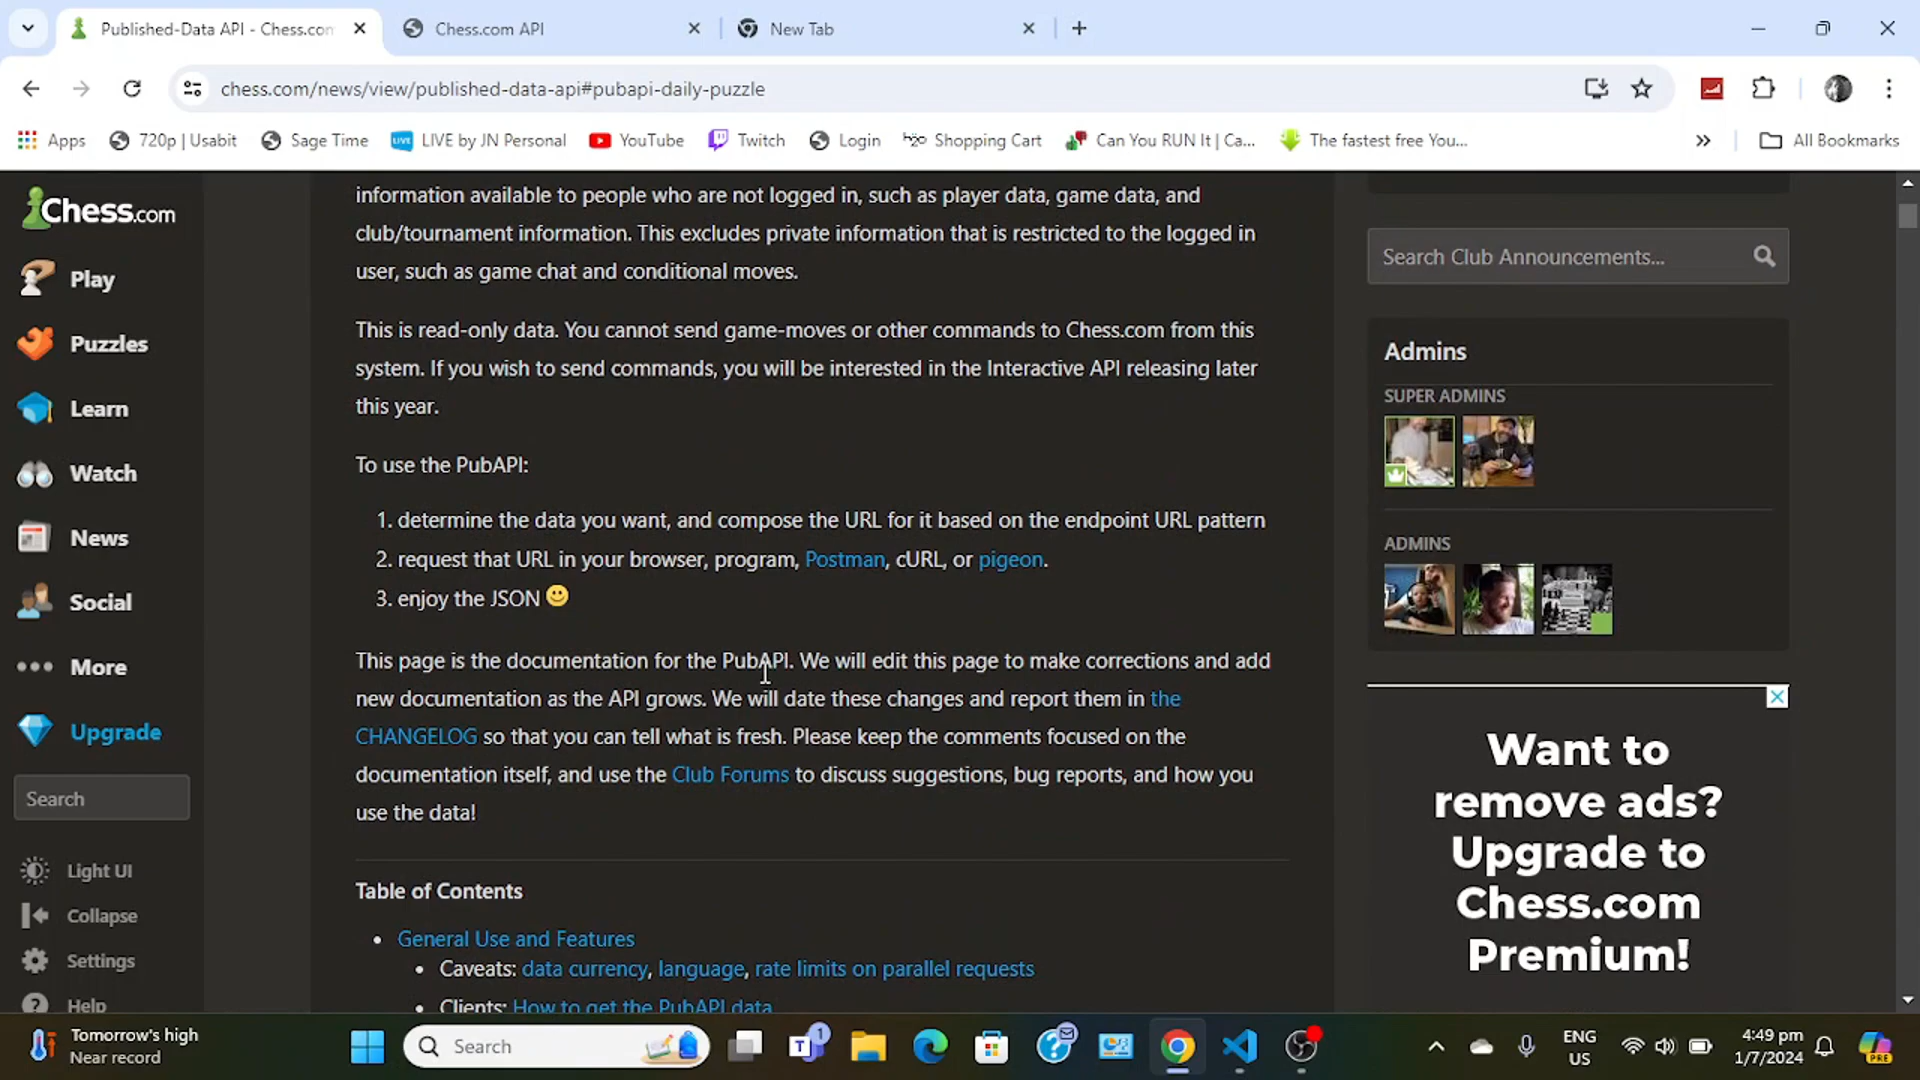 Published-Data API - Chess.com
Chess.com API
New Tab
chess.com/news/view/published-data-api#pubapi-daily-puzzle
Apps
720p | Usabit
Sage Time
LIVE by JN Personal
YouTube
Twitch
Login
Shopping Cart
Can You RUN It | Ca...
The fastest free You...
All Bookmarks
Chess.com
Play
Puzzles
Learn
Watch
News
Social
More
Upgrade
Search
Light UI
Collapse
Settings
Help
information available to people who are not logged in, such as player data, game data, and
club/tournament information. This excludes private information that is restricted to the logged in
user, such as game chat and conditional moves.
This is read-only data. You cannot send game-moves or other commands to Chess.com from this
system. If you wish to send commands, you will be interested in the Interactive API releasing later
this year.
To use the PubAPI:
1. determine the data you want, and compose the URL for it based on the endpoint URL pattern
2. request that URL in your browser, program, Postman, cURL, or pigeon.
3. enjoy the JSON
This page is the documentation for the PubAPI. We will edit this page to make corrections and add
new documentation as the API grows. We will date these changes and report them in the
CHANGELOG so that you can tell what is fresh. Please keep the comments focused on the
documentation itself, and use the Club Forums to discuss suggestions, bug reports, and how you
use the data!
Table of Contents
General Use and Features
Caveats: data currency, language, rate limits on parallel requests
Clients: How to get the PubAPI data
Search Club Announcements...
Admins
SUPER ADMINS
ADMINS
Want to
remove ads?
Upgrade to
Chess.com
Premium!
Tomorrow's high
Near record
Search
1
ENG
US
4:49 pm
1/7/2024
PRE